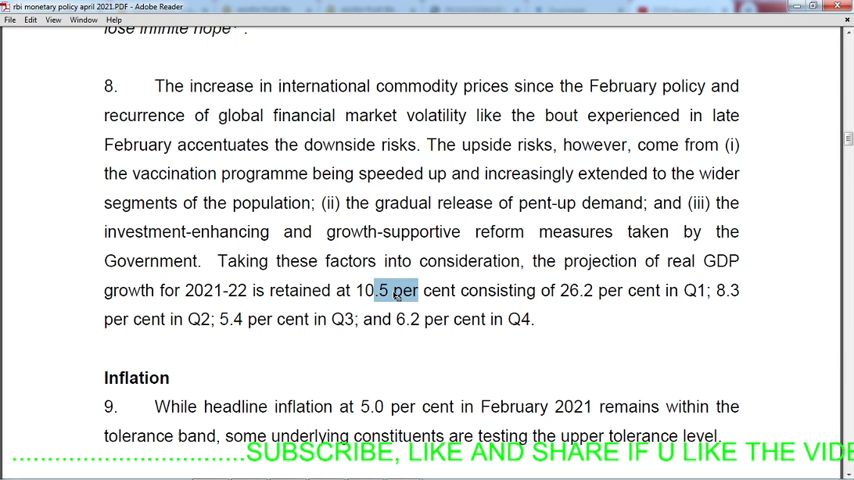 rbi monetary policy april 2021.PDF - Adobe Reader
File Edit View Window Help
lose infinite hope" .
8. The increase in international commodity prices since the February policy and
recurrence of global financial market volatility like the bout experienced in late
February accentuates the downside risks. The upside risks, however, come from (i)
the vaccination programme being speeded up and increasingly extended to the wider
segments of the population; (ii) the gradual release of pent-up demand; and (iii) the
investment-enhancing and growth-supportive reform measures taken by the
Government. Taking these factors into consideration, the projection of real GDP
growth for 2021-22 is retained at 10.5 per cent consisting of 26.2 per cent in Q1; 8.3
per cent in Q2; 5.4 per cent in Q3; and 6.2 per cent in Q4.
Inflation
9. While headline inflation at 5.0 per cent in February 2021 remains within the
tolerance band, some underlying constituents are testing the upper tolerance level.
.................................SUBSCRIBE, LIKE AND SHARE IF U LIKE THE VIDE